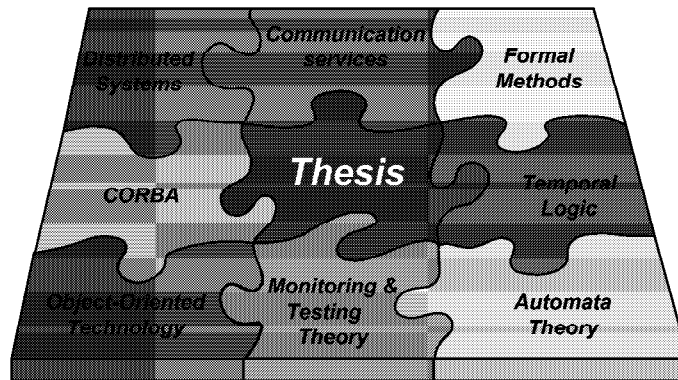 Distributed
Systems
Communication
services
Formal
Methods
CORBA
Thesis
Temporal
Logic
Object-Oriented
Technology
Monitoring &
Testing
Theory
Automata
Theory